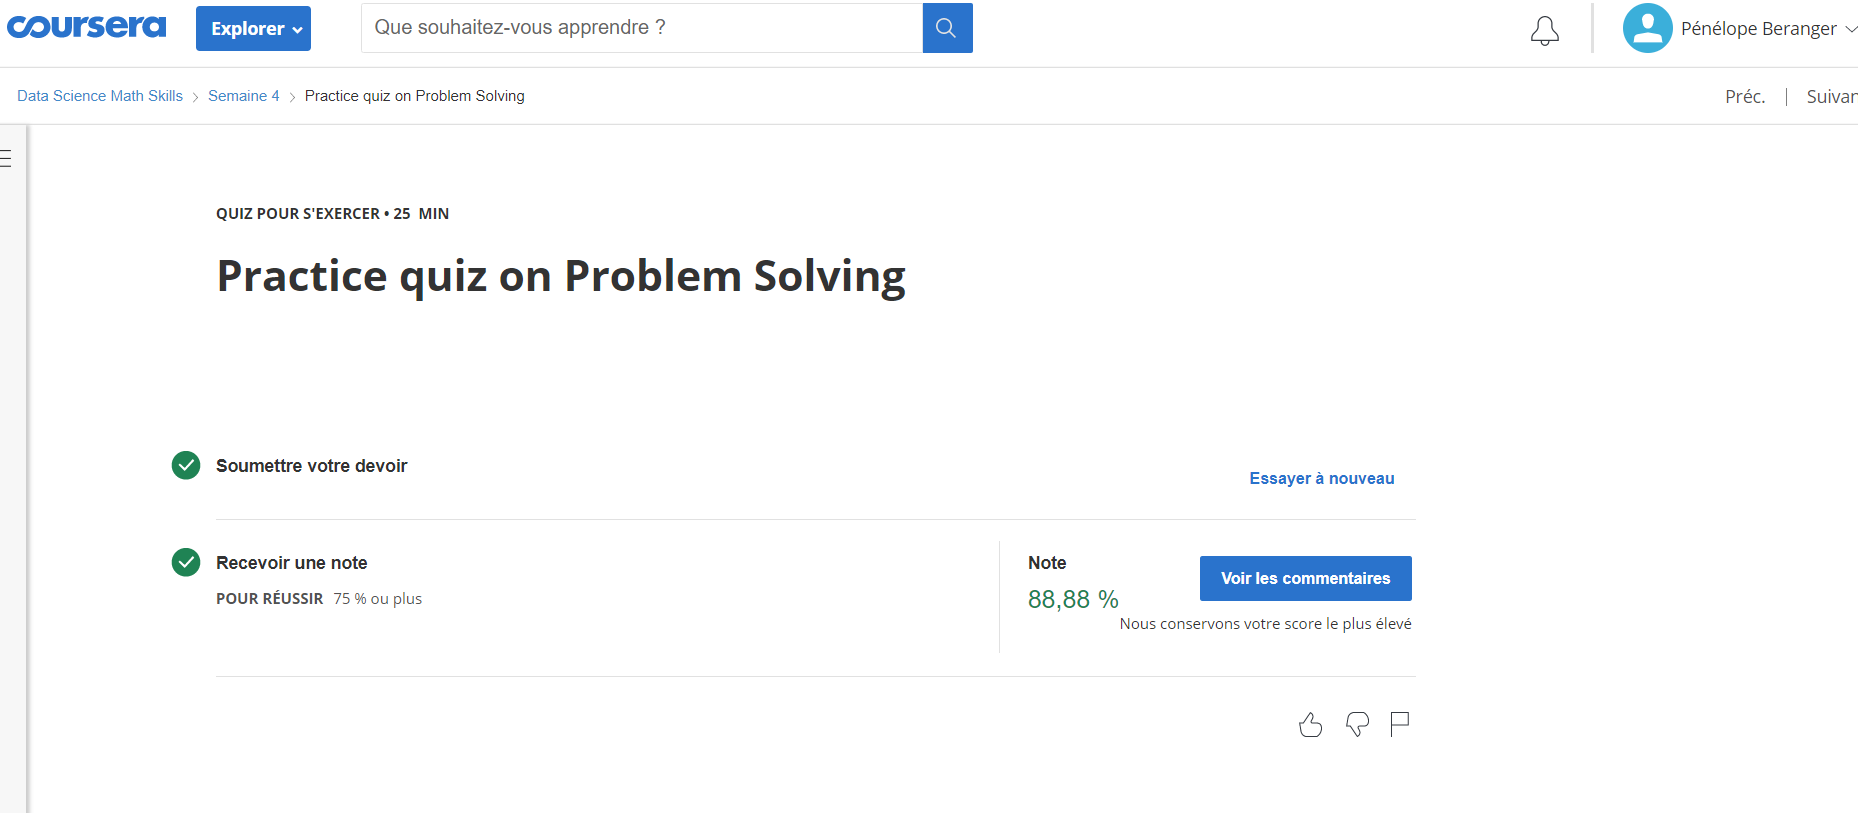 coursera
Explorer
Que souhaitez-vous apprendre ?
Pénélope Beranger
Data Science Math Skills > Semaine 4 > Practice quiz on Problem Solving
Préc. | Suivan
QUIZ POUR S'EXERCER • 25 MIN
Practice quiz on Problem Solving
Soumettre votre devoir
Essayer à nouveau
Recevoir une note
POUR RÉUSSIR 75 % ou plus
Note
88,88 %
Voir les commentaires
Nous conservons votre score le plus élevé